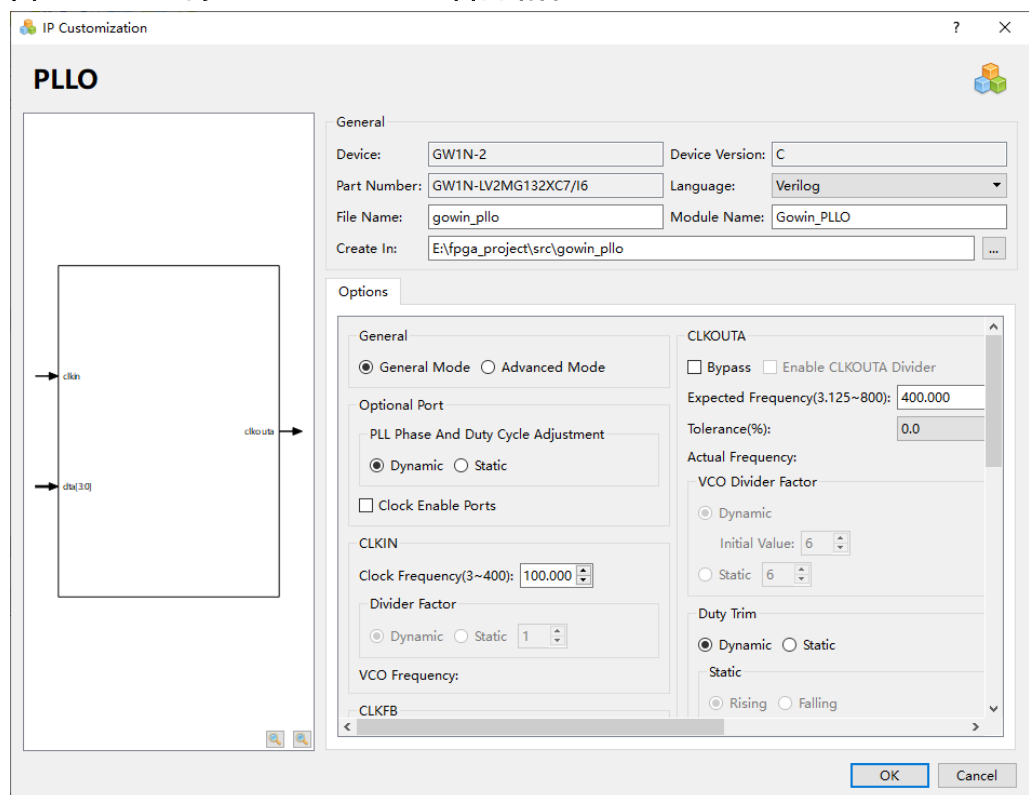 IP Customization
?
PLLO
General
Device: GW1N-2 Device Version: C
Part Number: GW1N-LV2MG132XC7/I6 Language: Verilog
File Name: gowin_pllo Module Name: Gowin_PLLO
Create In: E:\fpga_project\src\gowin_pllo ...
Options
General
General Mode Advanced Mode
Optional Port
PLL Phase And Duty Cycle Adjustment
Dynamic Static
Clock Enable Ports
CLKIN
Clock Frequency(3~400): 100.000
Divider Factor
Dynamic Static 1
VCO Frequency:
CLKFB
CLKOUTA
Bypass Enable CLKOUTA Divider
Expected Frequency(3.125~800): 400.000
Tolerance(%): 0.0
Actual Frequency:
VCO Divider Factor
Dynamic
Initial Value: 6
Static 6
Duty Trim
Dynamic Static
Static
Rising Falling
clkin
clkouta
dta[3:0]
OK Cancel